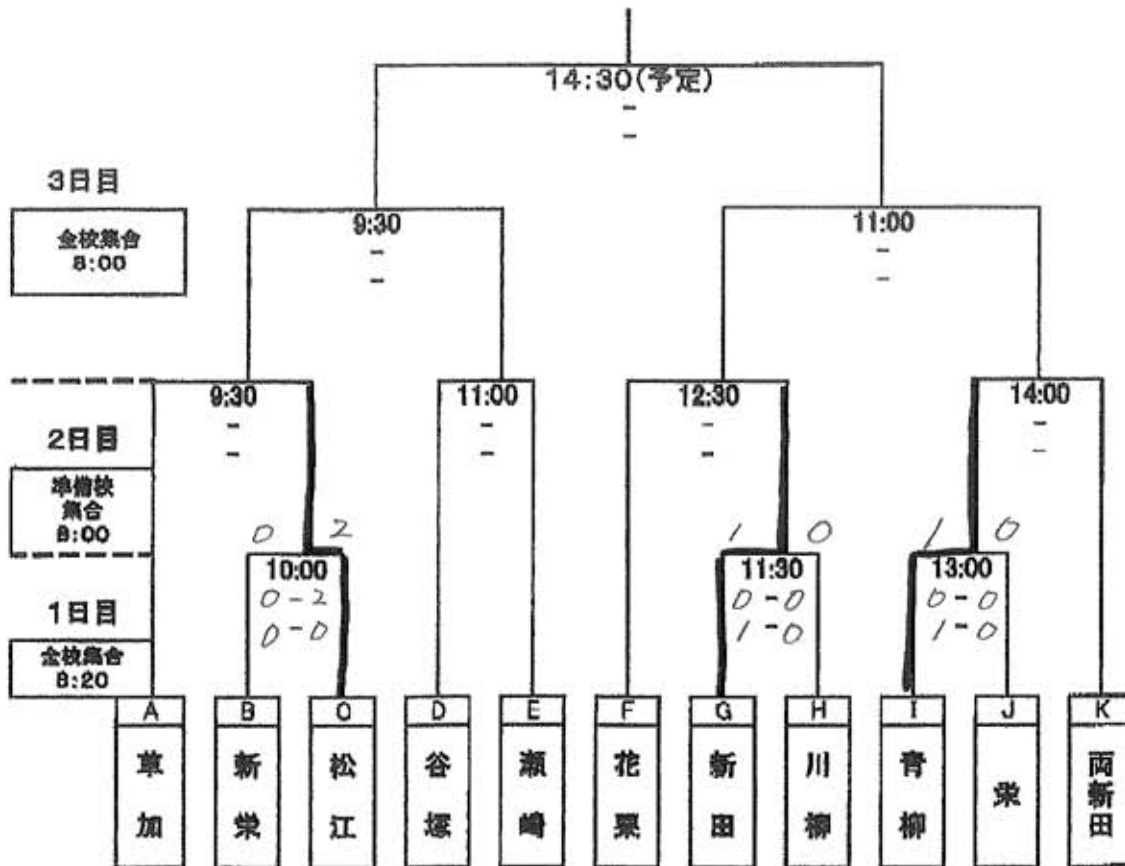 14:30(予定)
-
-
3日目
全校集合
8:00
9:30
-
-
11:00
-
-
9:30
-
-
11:00
-
-
12:30
-
-
14:00
-
-
2日目
準備校
集合
8:00
0 2
10:00
0-2
0-0
1 0
11:30
0-0
1-0
1 0
13:00
0-0
1-0
1日目
全校集合
8:20
A B C D E F G H I J K
草加
新栄
松江
谷塚
瀬崎
花栗
新田
川柳
青柳
栄
両新田